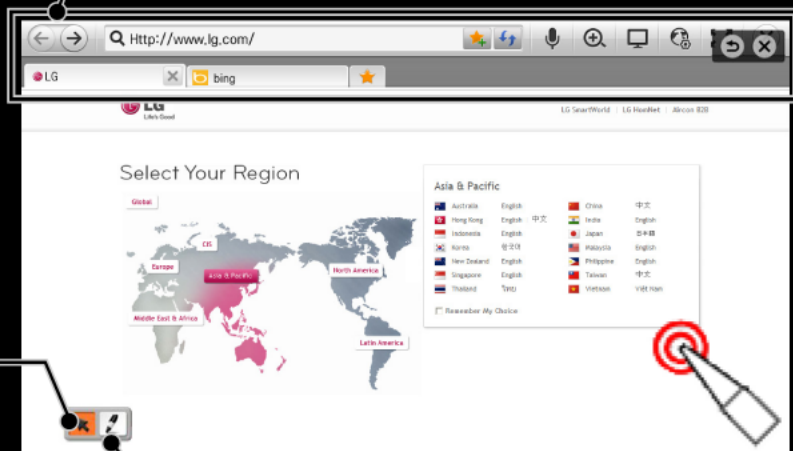 Http://www.lg.com/
LG
bing
LG
Life's Good
LG SmartWorld | LG HomNet | Aircon B2B
Select Your Region
Global
CIS
Europe
Asia & Pacific
North America
Middle East & Africa
Latin America
Asia & Pacific
Australia English China 中文
Hong Kong English | 中文 India English
Indonesia English Japan 日本語
Korea 한국어 Malaysia English
New Zealand English Philippine English
Singapore English Taiwan 中文
Thailand ไทย Vietnam Việt Nam
Remember My Choice